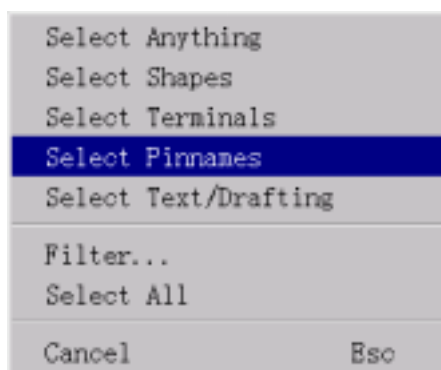 Select Anything
Select Shapes
Select Terminals
Select Pinnames
Select Text/Drafting
Filter...
Select All
Cancel Esc